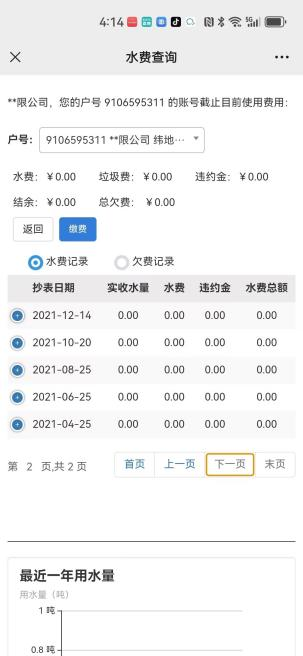 4:14
5G
水费查询
**限公司，您的户号 9106595311 的账号截止目前使用费用：
户号： 9106595311 **限公司 纬地…
水费：￥0.00 垃圾费：￥0.00 违约金：￥0.00
结余：￥0.00 总欠费：￥0.00
返回 缴费
水费记录 欠费记录
抄表日期 实收水量 水费 违约金 水费总额
2021-12-14 0.00 0.00 0.00 0.00
2021-10-20 0.00 0.00 0.00 0.00
2021-08-25 0.00 0.00 0.00 0.00
2021-06-25 0.00 0.00 0.00 0.00
2021-04-25 0.00 0.00 0.00 0.00
第 2 页,共 2 页 首页 上一页 下一页 末页
最近一年用水量
用水量（吨）
1 吨
0.8 吨